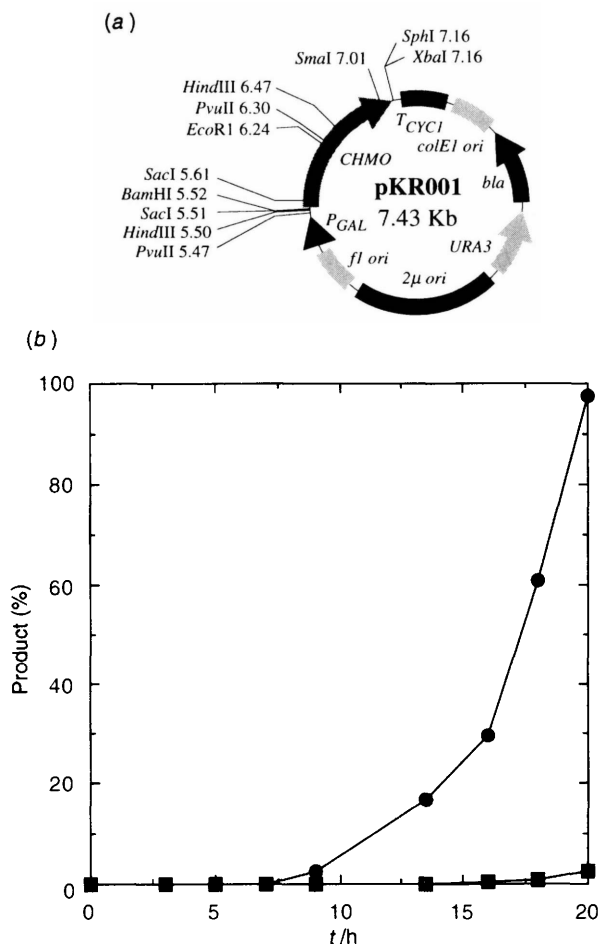 (a)
SphI 7.16
XbaI 7.16
SmaI 7.01
HindIII 6.47
PvuII 6.30
EcoR1 6.24
SacI 5.61
BamHI 5.52
SacI 5.51
HindIII 5.50
PvuII 5.47
TCYC1
colE1 ori
CHMO
bla
pKR001
7.43 Kb
PGAL
URA3
f1 ori
2μ ori
(b)
100
80
60
40
20
0
Product (%)
0 5 10 15 20
t/h